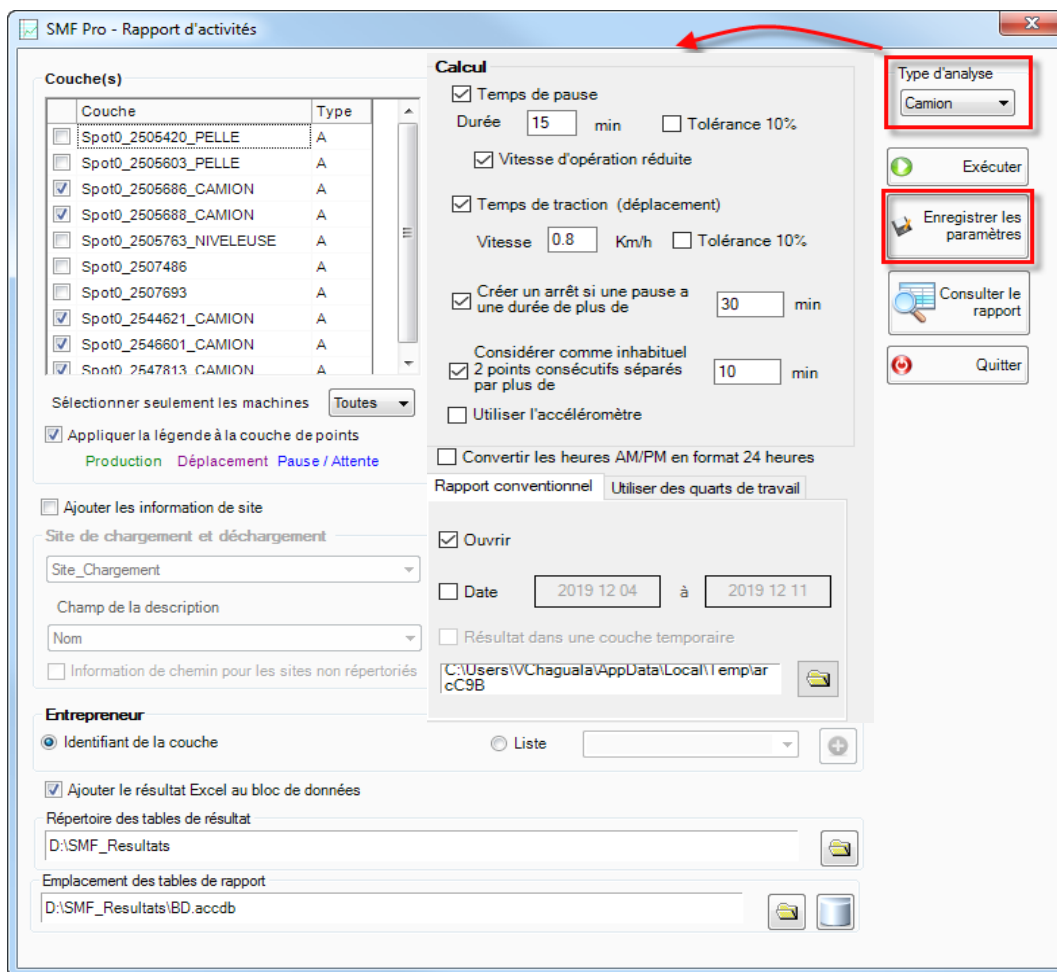 SMF Pro - Rapport d'activités
Couche(s)
Couche Type
Spot0_2505420_PELLE A
Spot0_2505603_PELLE A
Spot0_2505686_CAMION A
Spot0_2505688_CAMION A
Spot0_2505763_NIVELEUSE A
Spot0_2507486 A
Spot0_2507693 A
Spot0_2544621_CAMION A
Spot0_2546601_CAMION A
Spot0_2547813_CAMION A
Sélectionner seulement les machines Toutes
Appliquer la légende à la couche de points
Production Déplacement Pause / Attente
Ajouter les information de site
Site de chargement et déchargement
Site_Chargement
Champ de la description
Nom
Information de chemin pour les sites non répertoriés
Calcul
Temps de pause
Durée 15 min Tolérance 10%
Vitesse d'opération réduite
Temps de traction (déplacement)
Vitesse 0.8 Km/h Tolérance 10%
Créer un arrêt si une pause a
une durée de plus de 30 min
Considérer comme inhabituel
2 points consécutifs séparés
par plus de 10 min
Utiliser l'accéléromètre
Convertir les heures AM/PM en format 24 heures
Rapport conventionnel Utiliser des quarts de travail
Ouvrir
Date 2019 12 04 à 2019 12 11
Résultat dans une couche temporaire
C:\Users\VChaguala\AppData\Local\Temp\ar
cC9B
Type d'analyse
Camion
Exécuter
Enregistrer les
paramètres
Consulter le
rapport
Quitter
Entrepreneur
Identifiant de la couche Liste
Ajouter le résultat Excel au bloc de données
Répertoire des tables de résultat
D:\SMF_Resultats
Emplacement des tables de rapport
D:\SMF_Resultats\BD.accdb